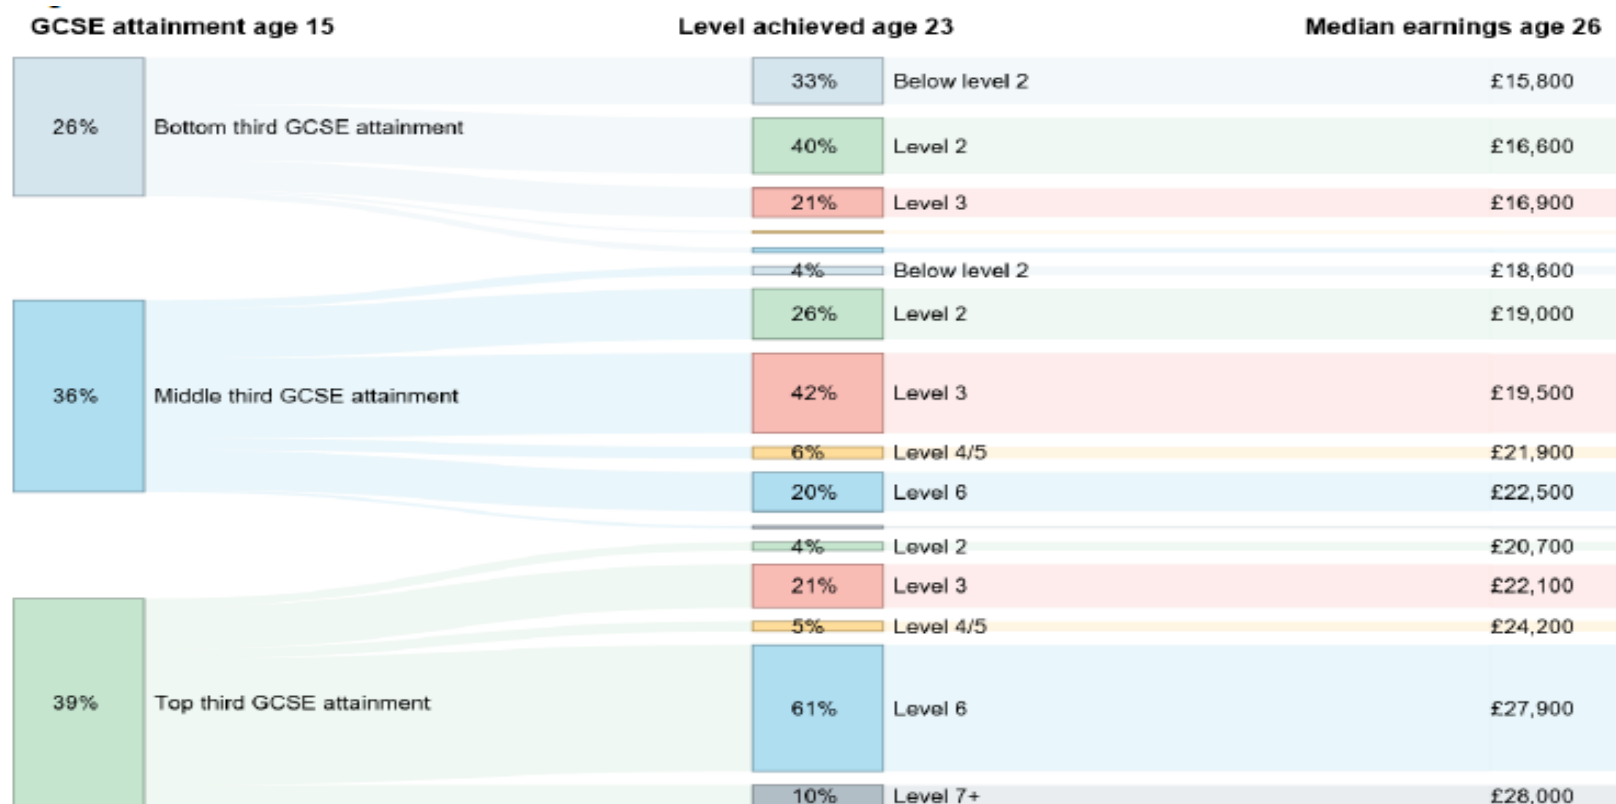 GCSE attainment age 15 Level achieved age 23 Median earnings age 26
33% Below level 2 £15,800
26% Bottom third GCSE attainment
40% Level 2 £16,600
21% Level 3 £16,900
4% Below level 2 £18,600
26% Level 2 £19,000
36% Middle third GCSE attainment
42% Level 3 £19,500
6% Level 4/5 £21,900
20% Level 6 £22,500
4% Level 2 £20,700
21% Level 3 £22,100
5% Level 4/5 £24,200
39% Top third GCSE attainment
61% Level 6 £27,900
10% Level 7+ £28,000